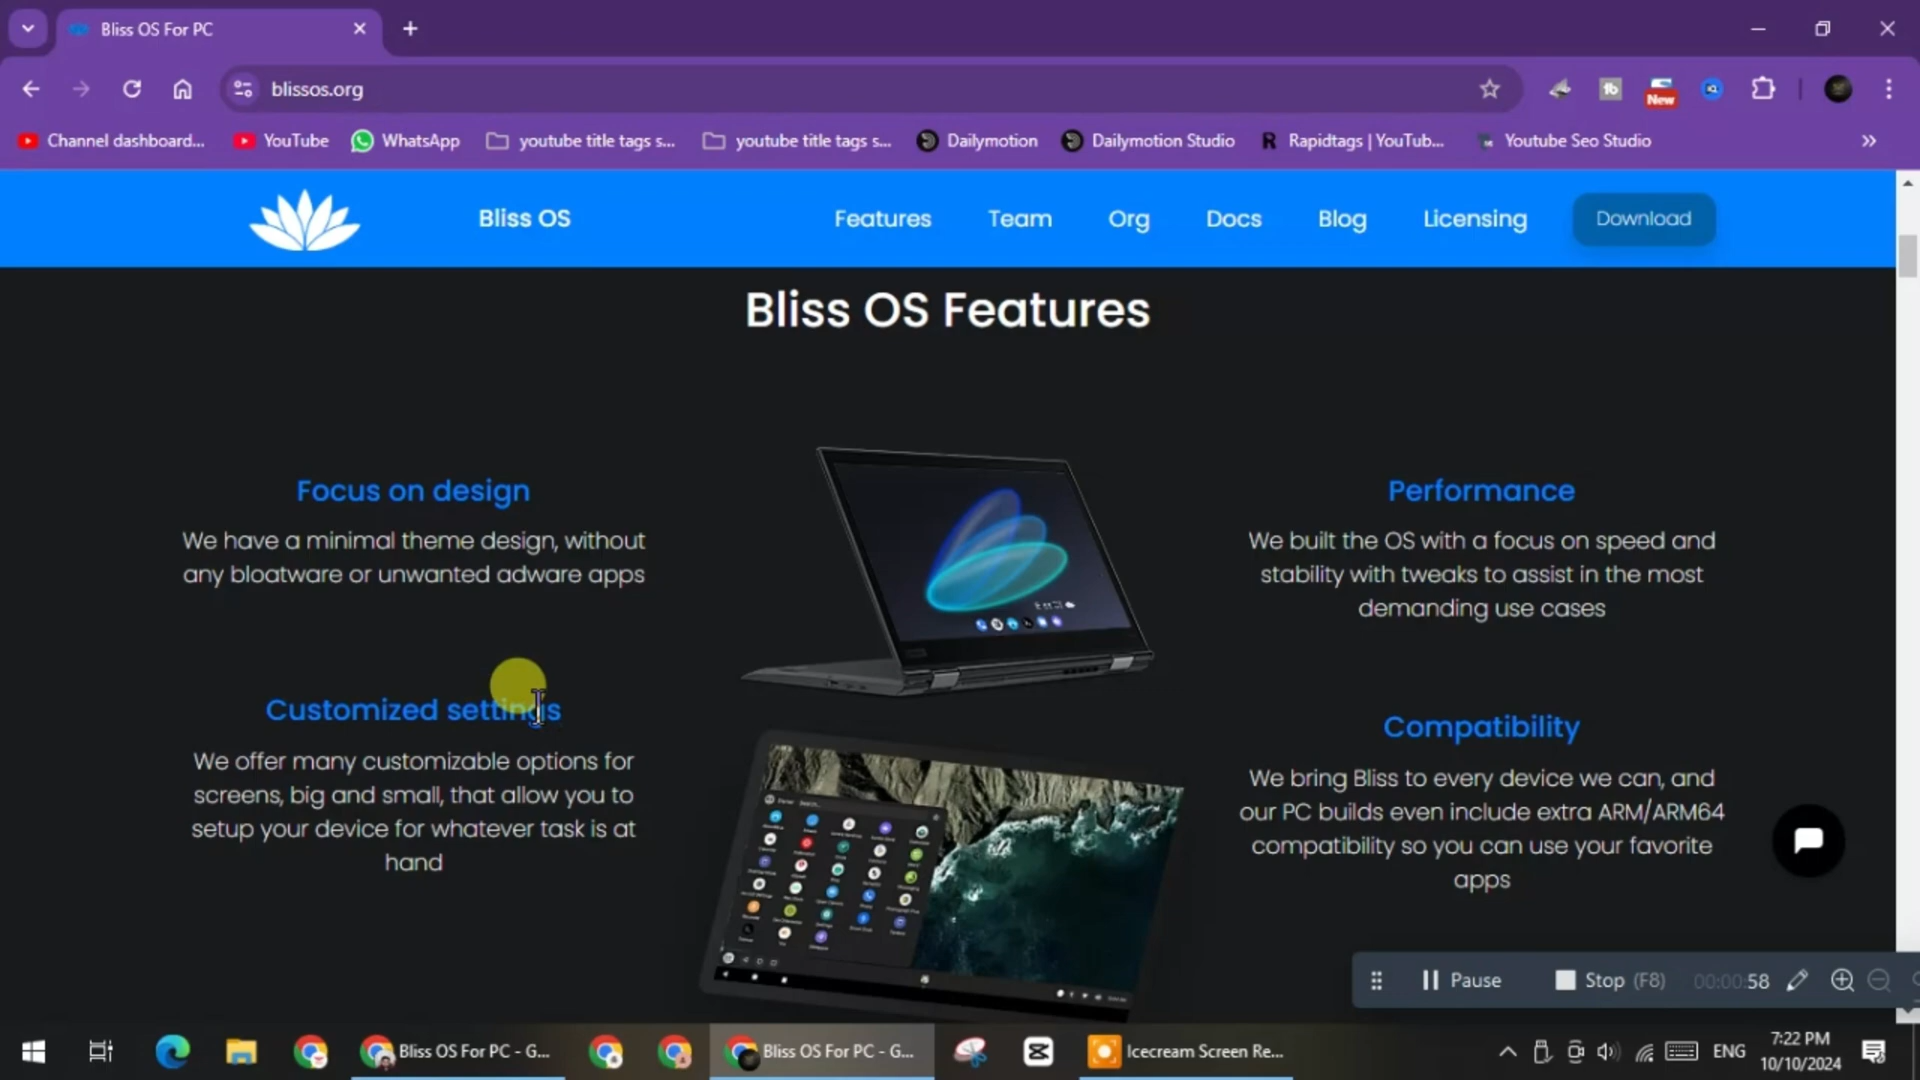 Bliss OS For PC
blissos.org
New
Channel dashboard...
YouTube
WhatsApp
youtube title tags s...
youtube title tags s...
Dailymotion
Dailymotion Studio
Rapidtags | YouTub...
Youtube Seo Studio
Bliss OS
Features
Team
Org
Docs
Blog
Licensing
Download
Bliss OS Features
Focus on design
We have a minimal theme design, without
any bloatware or unwanted adware apps
Performance
We built the OS with a focus on speed and
stability with tweaks to assist in the most
demanding use cases
Customized settings
We offer many customizable options for
screens, big and small, that allow you to
setup your device for whatever task is at
hand
Compatibility
We bring Bliss to every device we can, and
our PC builds even include extra ARM/ARM64
compatibility so you can use your favorite
apps
Pause
Stop (F8)
00:00:58
Bliss OS For PC - G...
Bliss OS For PC - G...
Icecream Screen Re...
ENG
7:22 PM
10/10/2024